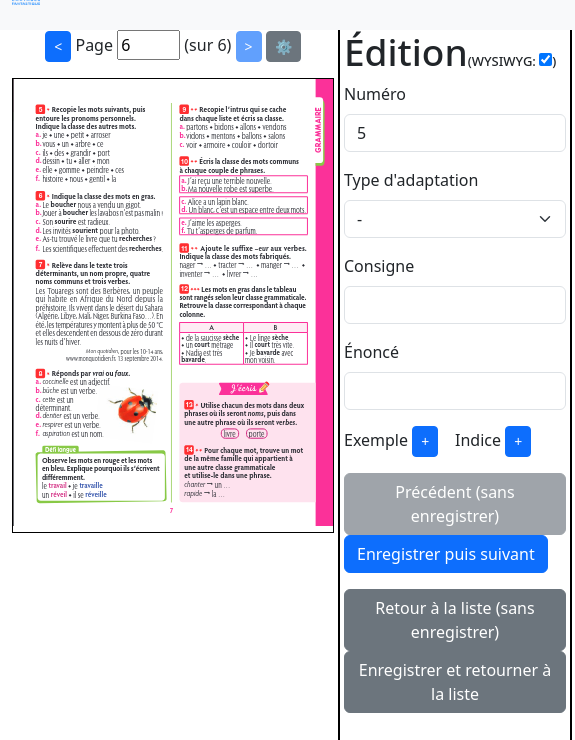 < Page 6 (sur 6) > ⚙️
5 • Recopie les mots suivants, puis
entoure les pronoms personnels.
Indique la classe des autres mots.
a. je • une • petit • arroser
b. vous • un • arbre • ce
c. ils • des • grandir • port
d. dessin • tu • aller • mon
e. elle • gomme • peindre • ces
f. histoire • nous • gentil • la
6 • Indique la classe des mots en gras.
a. Le boucher nous a vendu un gigot.
b. Jouer à boucher les lavabos n'est pas malin !
c. Son sourire est radieux.
d. Les invités sourient pour la photo.
e. As-tu trouvé le livre que tu recherches ?
f. Les scientifiques effectuent des recherches.
7 • Relève dans le texte trois
déterminants, un nom propre, quatre
noms communs et trois verbes.
Les Touaregs sont des Berbères, un peuple
qui habite en Afrique du Nord depuis la
préhistoire. Ils vivent dans le désert du Sahara
(Algérie, Libye, Mali, Niger, Burkina Faso…). En
été, les températures y montent à plus de 50 °C
et elles descendent en dessous de zéro durant
les nuits d'hiver.
Mon quotidien, pour les 10-14 ans,
www.monquotidien.fr, 13 septembre 2014.
8 • Réponds par vrai ou faux.
a. coccinelle est un adjectif.
b. bûche est un verbe.
c. cette est un
déterminant.
d. dentier est un verbe.
e. respirer est un verbe.
f. aspiration est un nom.
Défi langue
Observe les mots en rouge et les mots
en bleu. Explique pourquoi ils s'écrivent
différemment.
le travail • je travaille
un réveil • il se réveille
9 •• Recopie l'intrus qui se cache
dans chaque liste et écris sa classe.
a. partons • bidons • allons • vendons
b. vidons • mentons • ballons • salons
c. voir • armoire • couloir • dortoir
10 •• Écris la classe des mots communs
à chaque couple de phrases.
a. J'ai reçu une terrible nouvelle.
b. Ma nouvelle robe est superbe.
c. Alice a un lapin blanc.
d. Un blanc, c'est un espace entre deux mots.
e. J'aime les asperges.
f. Tu t'asperges de parfum.
11 •• Ajoute le suffixe –eur aux verbes.
Indique la classe des mots fabriqués.
nager → … • tracter → … • manger → … •
inventer → … • livrer → …
12 ••• Les mots en gras dans le tableau
sont rangés selon leur classe grammaticale.
Retrouve la classe correspondant à chaque
colonne.
A B
• de la saucisse sèche • Le linge sèche.
• un court métrage • Il court très vite.
• Nadia est très • Je bavarde avec
bavarde. mon voisin.
J'écris
13 • Utilise chacun des mots dans deux
phrases où ils seront noms, puis dans
une autre phrase où ils seront verbes.
livre porte
14 •• Pour chaque mot, trouve un mot
de la même famille qui appartient à
une autre classe grammaticale
et utilise-le dans une phrase.
chanter → un …
rapide → la …
GRAMMAIRE
7
Édition(WYSIWYG: )
Numéro
5
Type d'adaptation
-
Consigne
Énoncé
Exemple + Indice +
Précédent (sans
enregistrer)
Enregistrer puis suivant
Retour à la liste (sans
enregistrer)
Enregistrer et retourner à
la liste